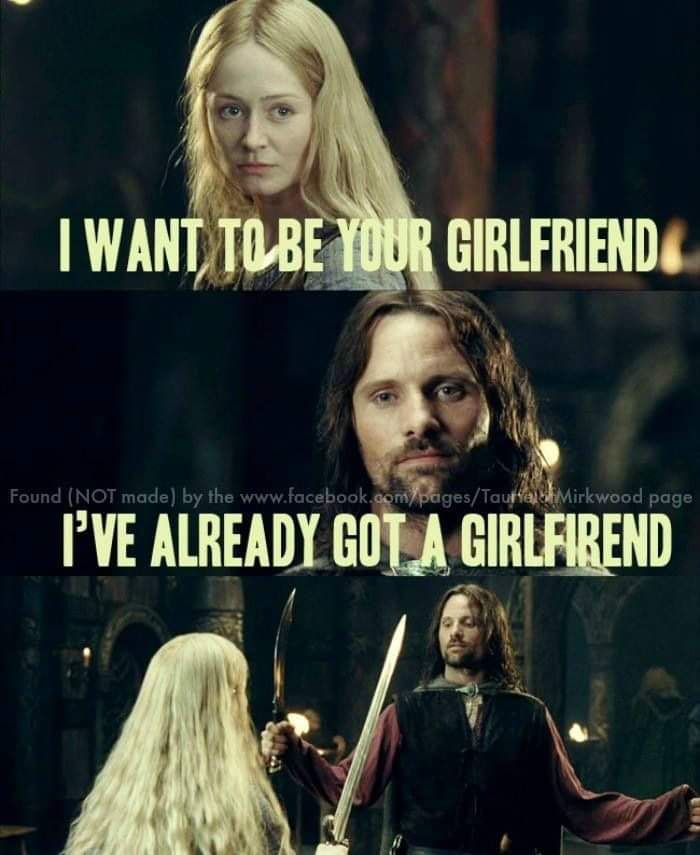 I WANT TO BE YOUR GIRLFRIEND
Found (NOT made) by the www.facebook.com/pages/Taurielof Mirkwood page
I'VE ALREADY GOT A GIRLFIREND